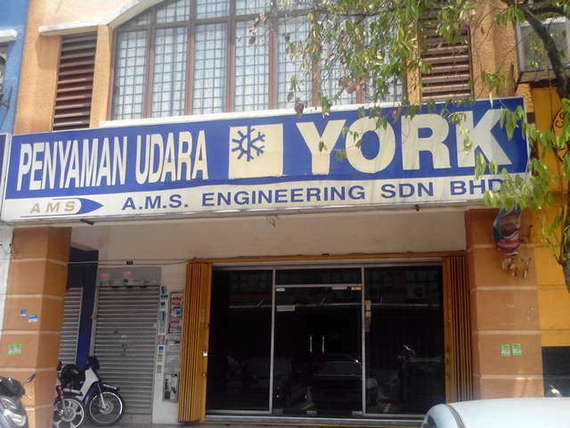 PENYAMAN UDARA YORK
AMS A.M.S. ENGINEERING SDN BHD